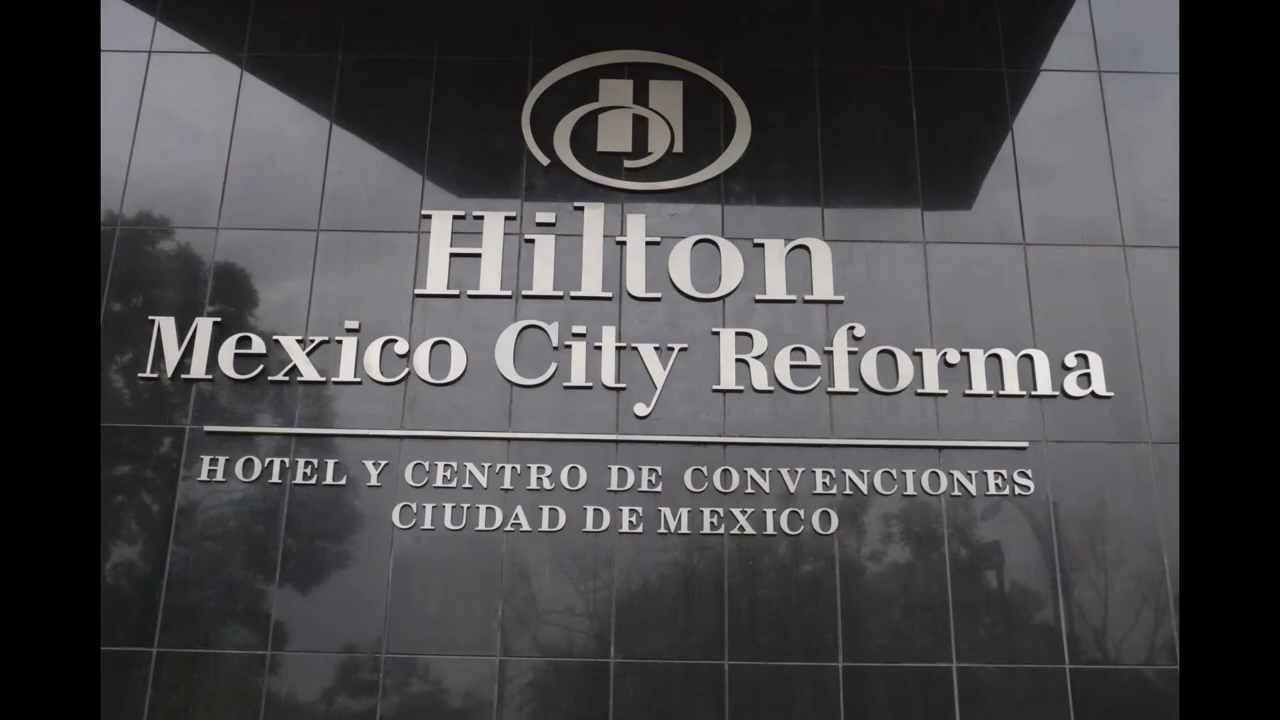 Hilton
Mexico City Reforma
HOTEL Y CENTRO DE CONVENCIONES
CIUDAD DE MEXICO